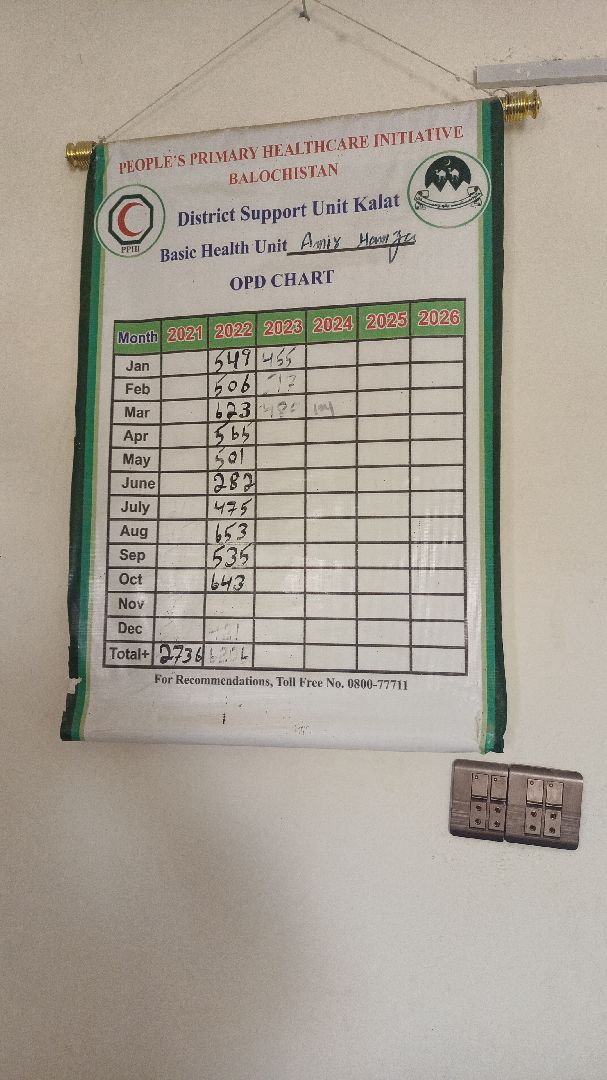 PEOPLE'S PRIMARY HEALTHCARE INITIATIVE
BALOCHISTAN
PPHI
District Support Unit Kalat
Basic Health Unit Amir Hamza
OPD CHART
Month 2021 2022 2023 2024 2025 2026
Jan 549 455
Feb 506
Mar 623
Apr 565
May 501
June 282
July 475
Aug 653
Sep 535
Oct 643
Nov
Dec
Total+ 2736
For Recommendations, Toll Free No. 0800-77711